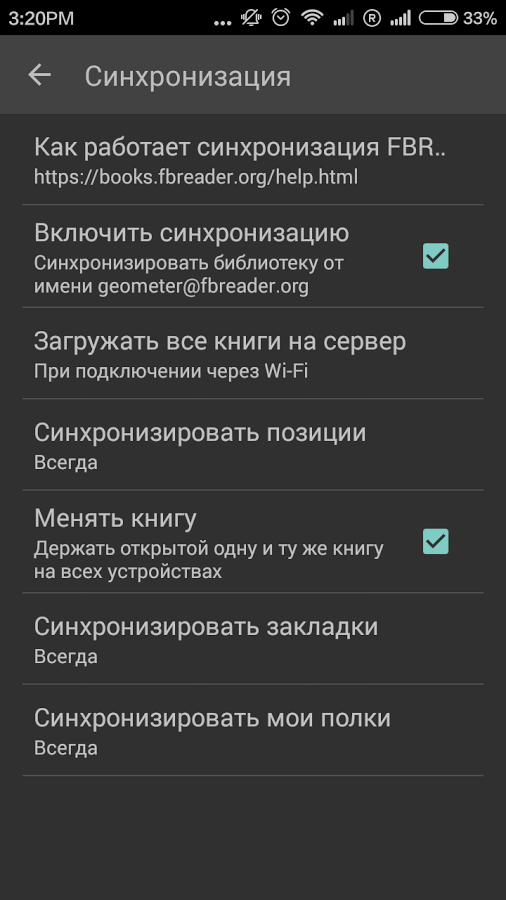 3:20PM ... ® 33%
Синхронизация
Как работает синхронизация FBR..
https://books.fbreader.org/help.html
Включить синхронизацию
Синхронизировать библиотеку от
имени geometer@fbreader.org
Загружать все книги на сервер
При подключении через Wi-Fi
Синхронизировать позиции
Всегда
Менять книгу
Держать открытой одну и ту же книгу
на всех устройствах
Синхронизировать закладки
Всегда
Синхронизировать мои полки
Всегда